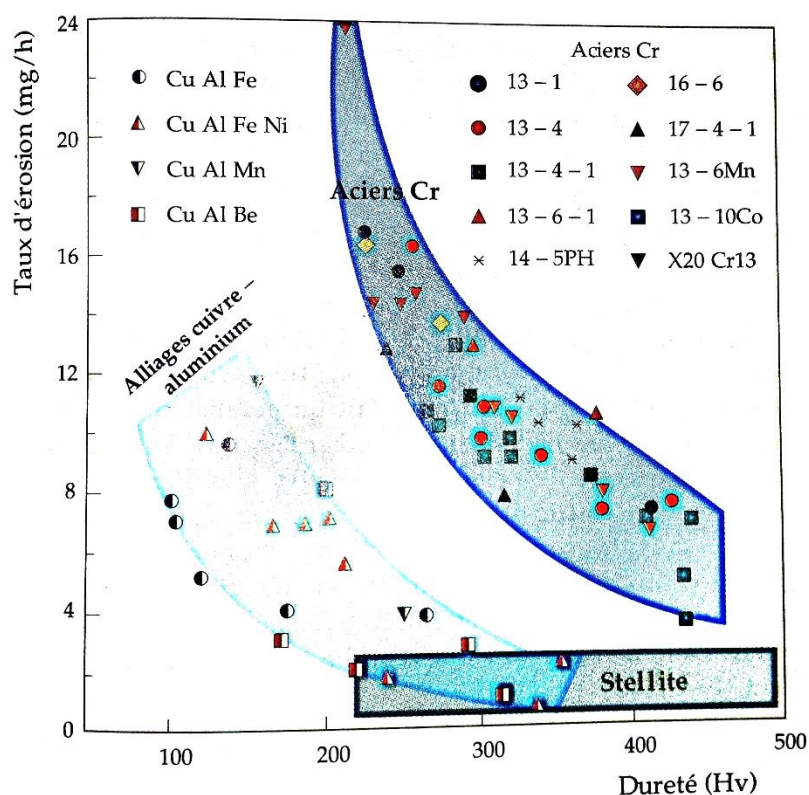 24
20
16
12
8
4
0
Taux d'érosion (mg/h)
Cu Al Fe
Cu Al Fe Ni
Cu Al Mn
Cu Al Be
Aciers Cr
13 – 1
13 – 4
13 – 4 – 1
13 – 6 – 1
14 – 5PH
16 – 6
17 – 4 – 1
13 – 6Mn
13 – 10Co
X20 Cr13
Aciers Cr
Alliages cuivre –
aluminium
Stellite
100
200
300
400
500
Dureté (Hv)